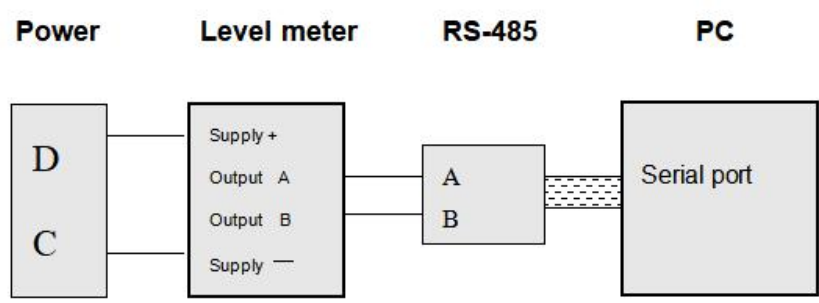 Power Level meter RS-485 PC
D
C
Supply +
Output A
Output B
Supply —
A
B
Serial port